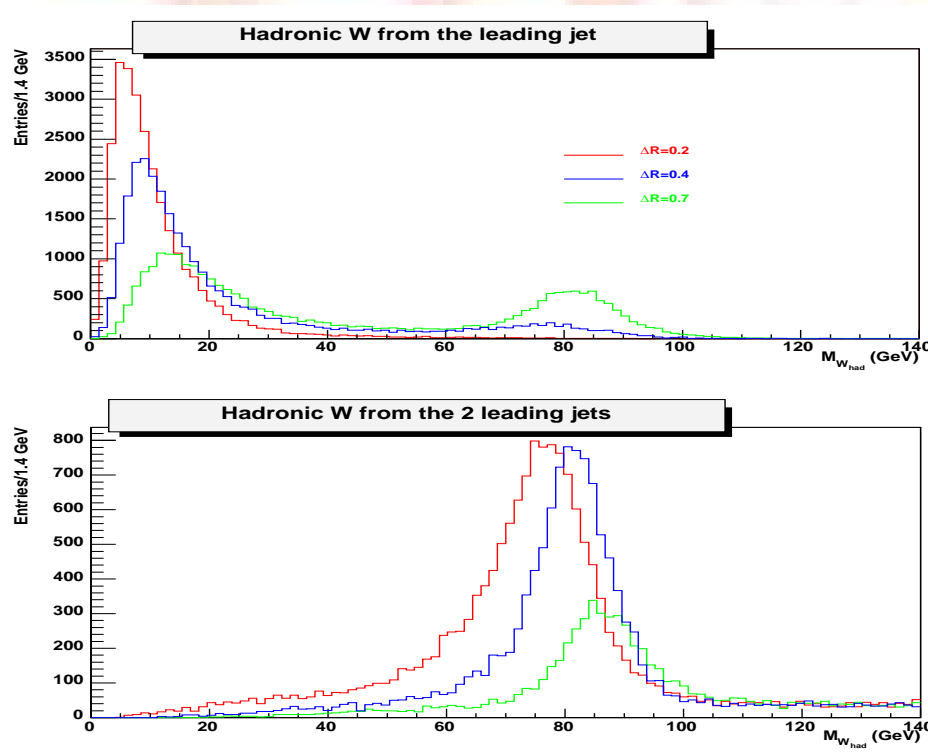 Hadronic W from the leading jet
Entries/1.4 GeV
3500
3000
2500
2000
1500
1000
500
0
ΔR=0.2
ΔR=0.4
ΔR=0.7
0 20 40 60 80 100 120 140
M_W_had (GeV)
Hadronic W from the 2 leading jets
Entries/1.4 GeV
800
700
600
500
400
300
200
100
0
0 20 40 60 80 100 120 140
M_W_had (GeV)